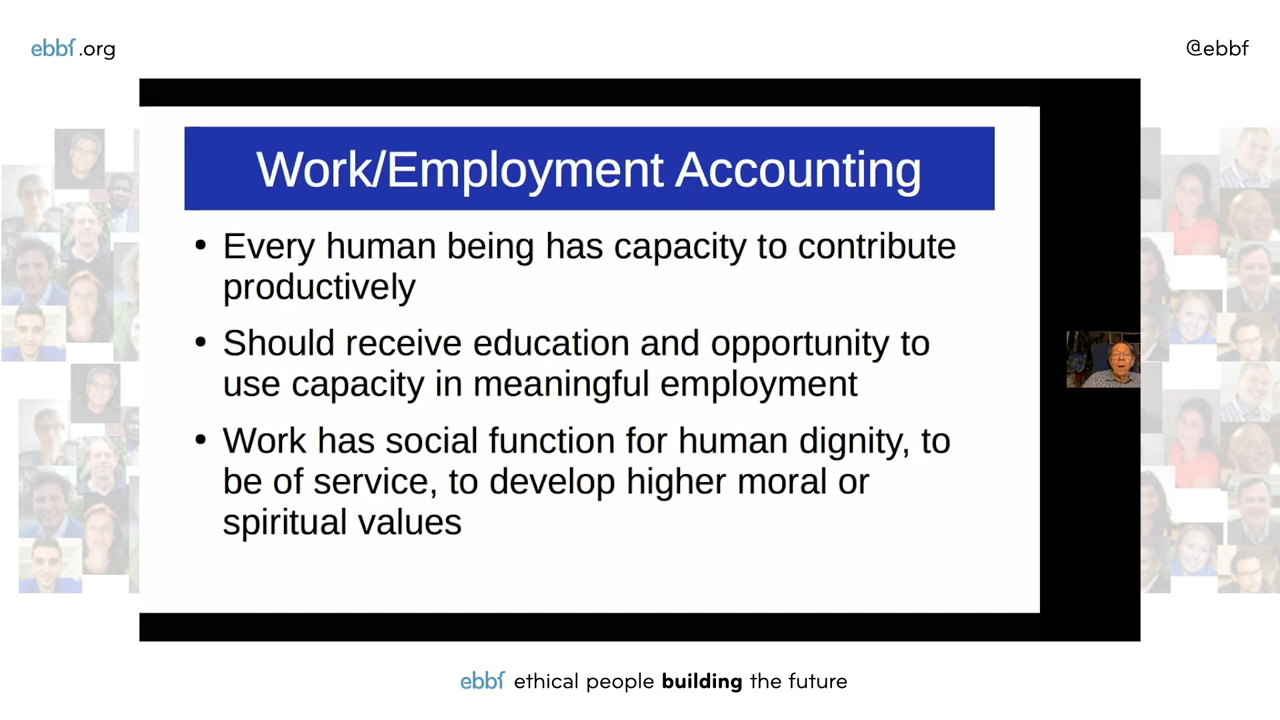 ebbf.org
@ebbf
Work/Employment Accounting
• Every human being has capacity to contribute
productively
• Should receive education and opportunity to
use capacity in meaningful employment
• Work has social function for human dignity, to
be of service, to develop higher moral or
spiritual values
ebbf ethical people building the future